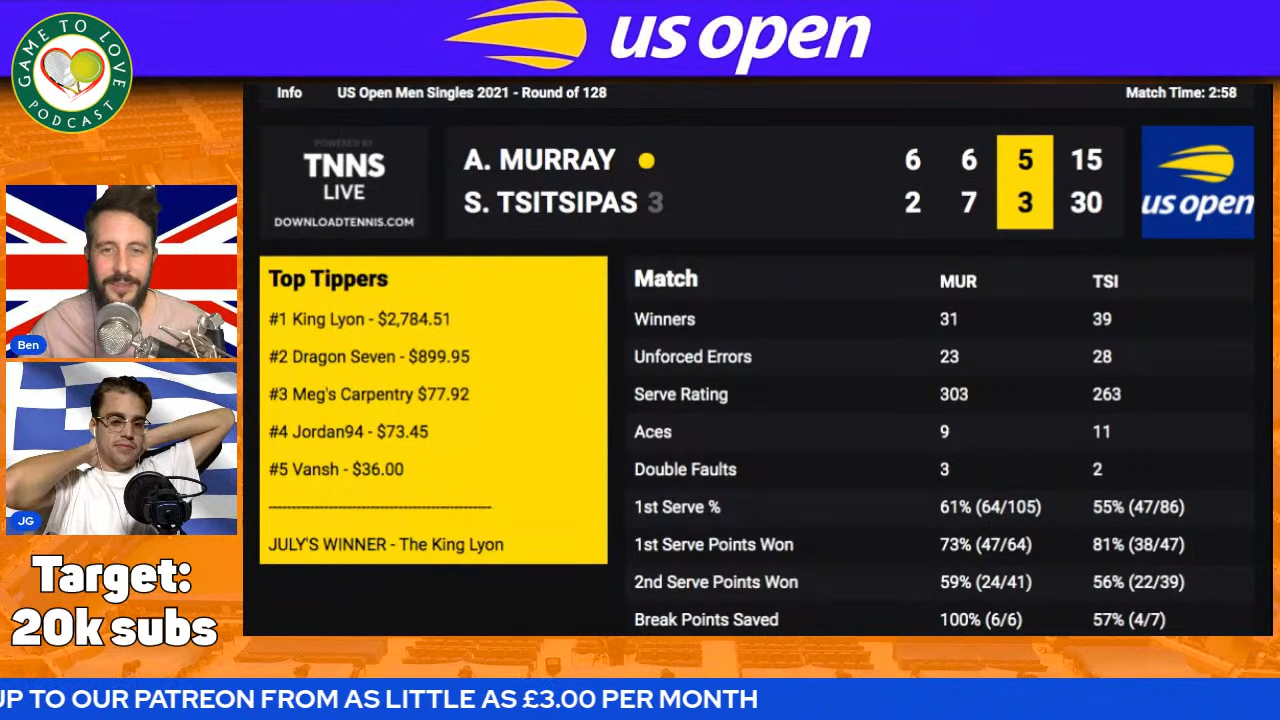 GAME TO LOVE
PODCAST
us open
Info US Open Men Singles 2021 - Round of 128 Match Time: 2:58
POWERED BY
TNNS
LIVE
DOWNLOADTENNIS.COM
A. MURRAY 6 6 5 15
S. TSITSIPAS 3 2 7 3 30
us open
Ben
JG
Target:
20k subs
Top Tippers
#1 King Lyon - $2,784.51
#2 Dragon Seven - $899.95
#3 Meg's Carpentry $77.92
#4 Jordan94 - $73.45
#5 Vansh - $36.00
JULY'S WINNER - The King Lyon
Match MUR TSI
Winners 31 39
Unforced Errors 23 28
Serve Rating 303 263
Aces 9 11
Double Faults 3 2
1st Serve % 61% (64/105) 55% (47/86)
1st Serve Points Won 73% (47/64) 81% (38/47)
2nd Serve Points Won 59% (24/41) 56% (22/39)
Break Points Saved 100% (6/6) 57% (4/7)
UP TO OUR PATREON FROM AS LITTLE AS £3.00 PER MONTH